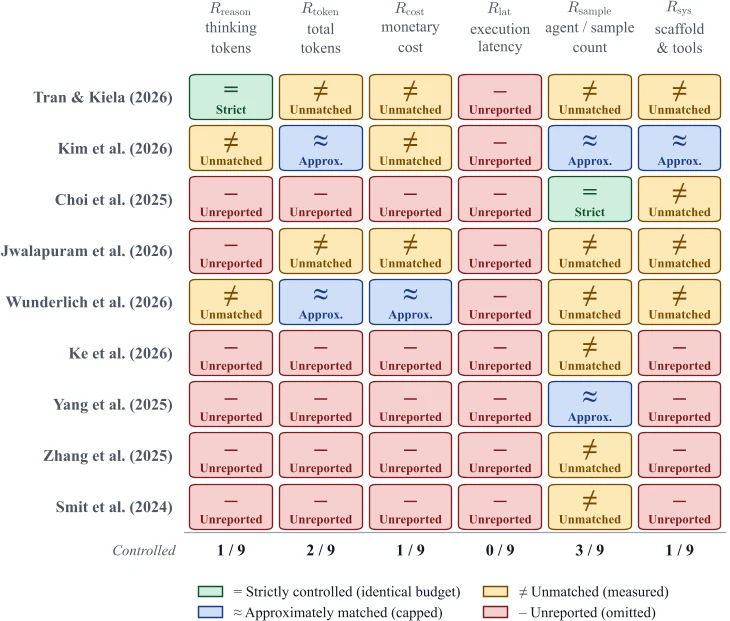 R_reason R_token R_cost R_lat R_sample R_sys
thinking total monetary execution agent / sample scaffold
tokens tokens cost latency count & tools
= ≠ ≠ – ≠ ≠
Tran & Kiela (2026)
Strict Unmatched Unmatched Unreported Unmatched Unmatched
≠ ≈ ≠ – ≈ ≈
Kim et al. (2026)
Unmatched Approx. Unmatched Unreported Approx. Approx.
– – – – = ≠
Choi et al. (2025)
Unreported Unreported Unreported Unreported Strict Unmatched
– ≠ ≠ – ≠ ≠
Jwalapuram et al. (2026)
Unreported Unmatched Unmatched Unreported Unmatched Unmatched
≠ ≈ ≈ – ≠ ≠
Wunderlich et al. (2026)
Unmatched Approx. Approx. Unreported Unmatched Unmatched
– – – – ≠ –
Ke et al. (2026)
Unreported Unreported Unreported Unreported Unmatched Unreported
– – – – ≈ –
Yang et al. (2025)
Unreported Unreported Unreported Unreported Approx. Unreported
– – – – ≠ –
Zhang et al. (2025)
Unreported Unreported Unreported Unreported Unmatched Unreported
– – – – ≠ –
Smit et al. (2024)
Unreported Unreported Unreported Unreported Unmatched Unreported
Controlled 1 / 9 2 / 9 1 / 9 0 / 9 3 / 9 1 / 9
= Strictly controlled (identical budget) ≠ Unmatched (measured)
≈ Approximately matched (capped) – Unreported (omitted)